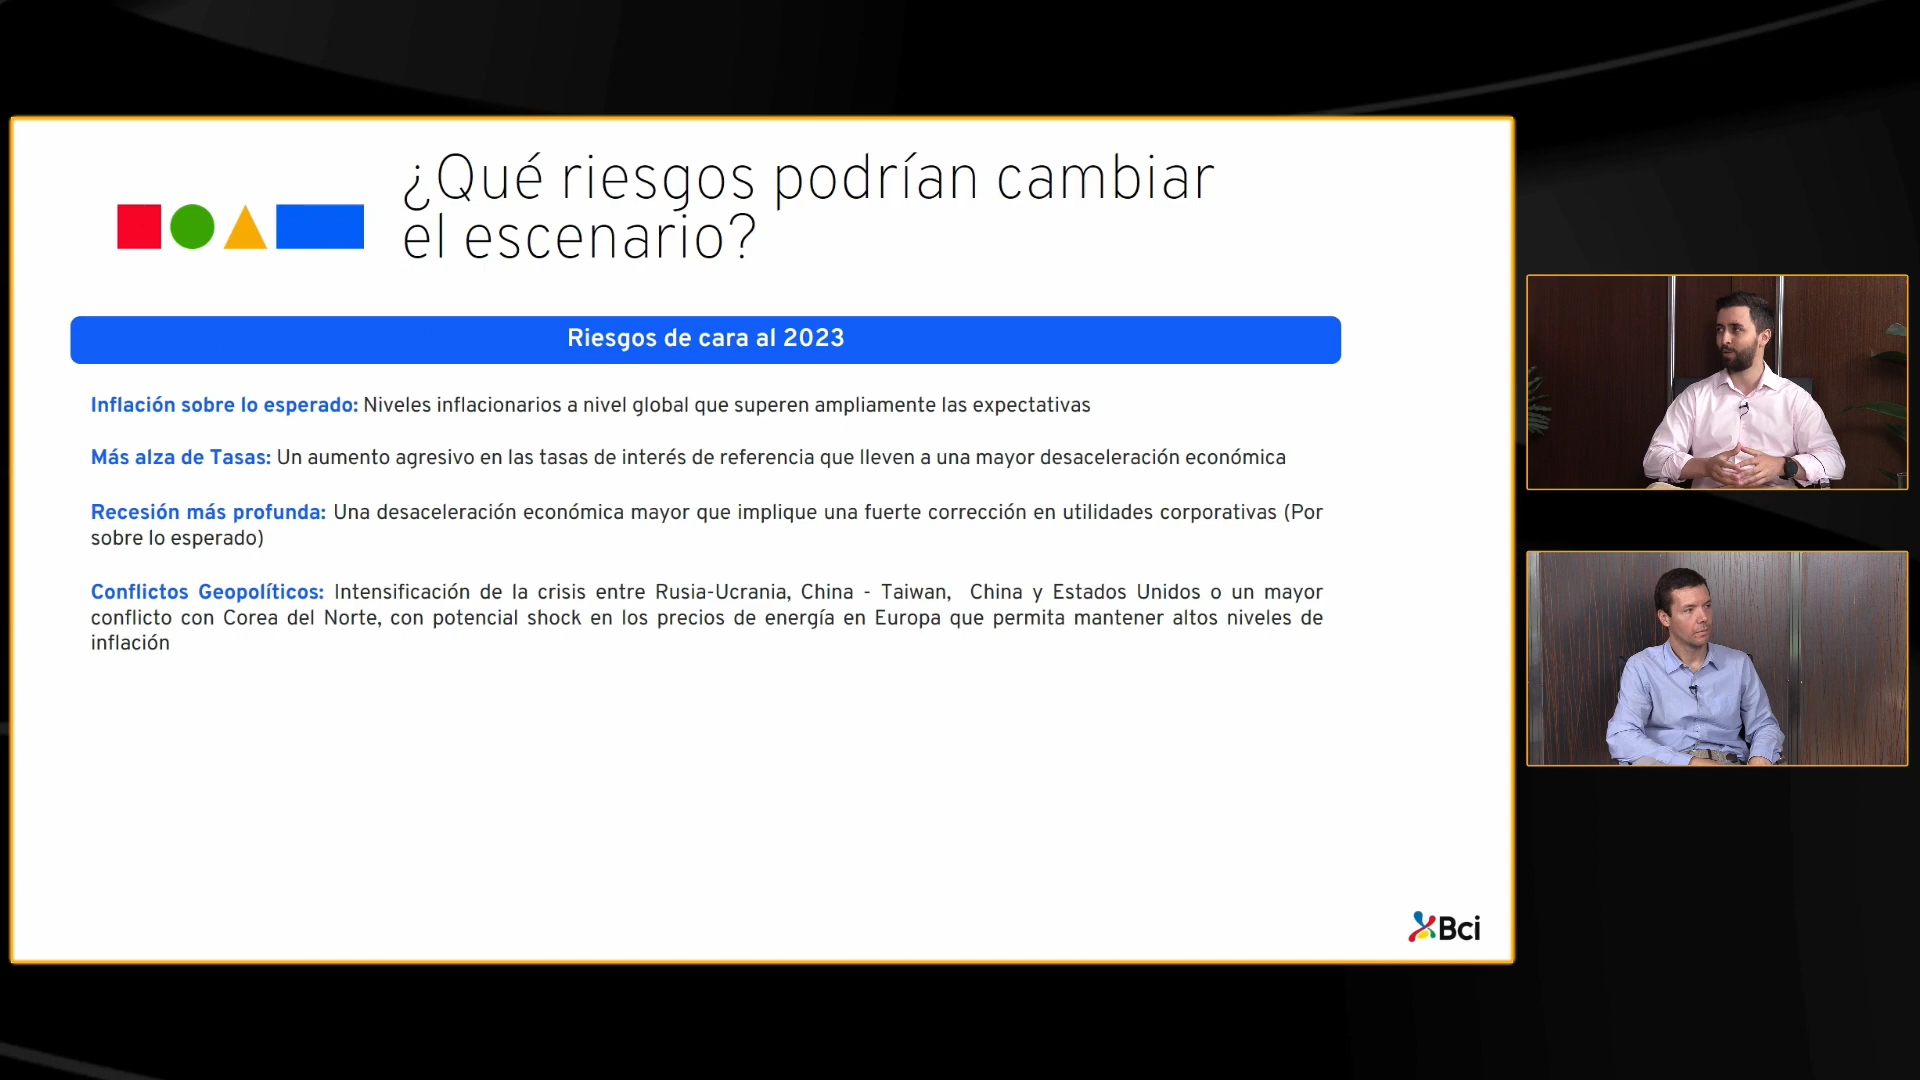 ¿Qué riesgos podrían cambiar
el escenario?
Riesgos de cara al 2023
Inflación sobre lo esperado: Niveles inflacionarios a nivel global que superen ampliamente las expectativas
Más alza de Tasas: Un aumento agresivo en las tasas de interés de referencia que lleven a una mayor desaceleración económica
Recesión más profunda: Una desaceleración económica mayor que implique una fuerte corrección en utilidades corporativas (Por
sobre lo esperado)
Conflictos Geopolíticos: Intensificación de la crisis entre Rusia-Ucrania, China - Taiwan, China y Estados Unidos o un mayor
conflicto con Corea del Norte, con potencial shock en los precios de energía en Europa que permita mantener altos niveles de
inflación
Bci